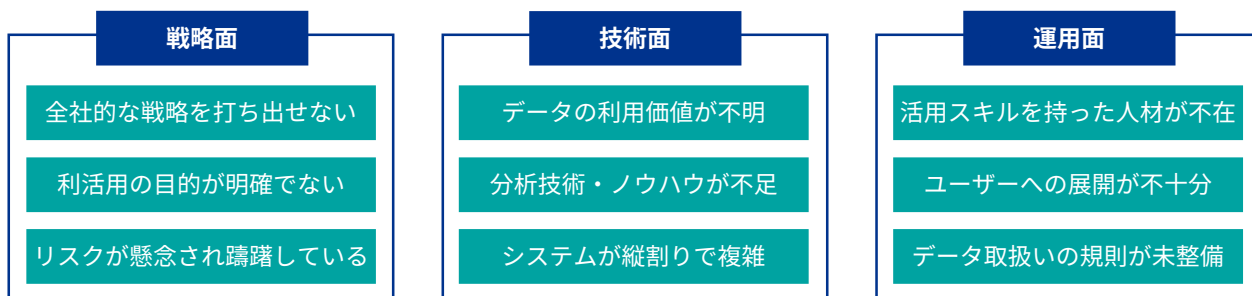 戦略面
全社的な戦略を打ち出せない
利活用の目的が明確でない
リスクが懸念され躊躇している
技術面
データの利用価値が不明
分析技術・ノウハウが不足
システムが縦割りで複雑
運用面
活用スキルを持った人材が不在
ユーザーへの展開が不十分
データ取扱いの規則が未整備